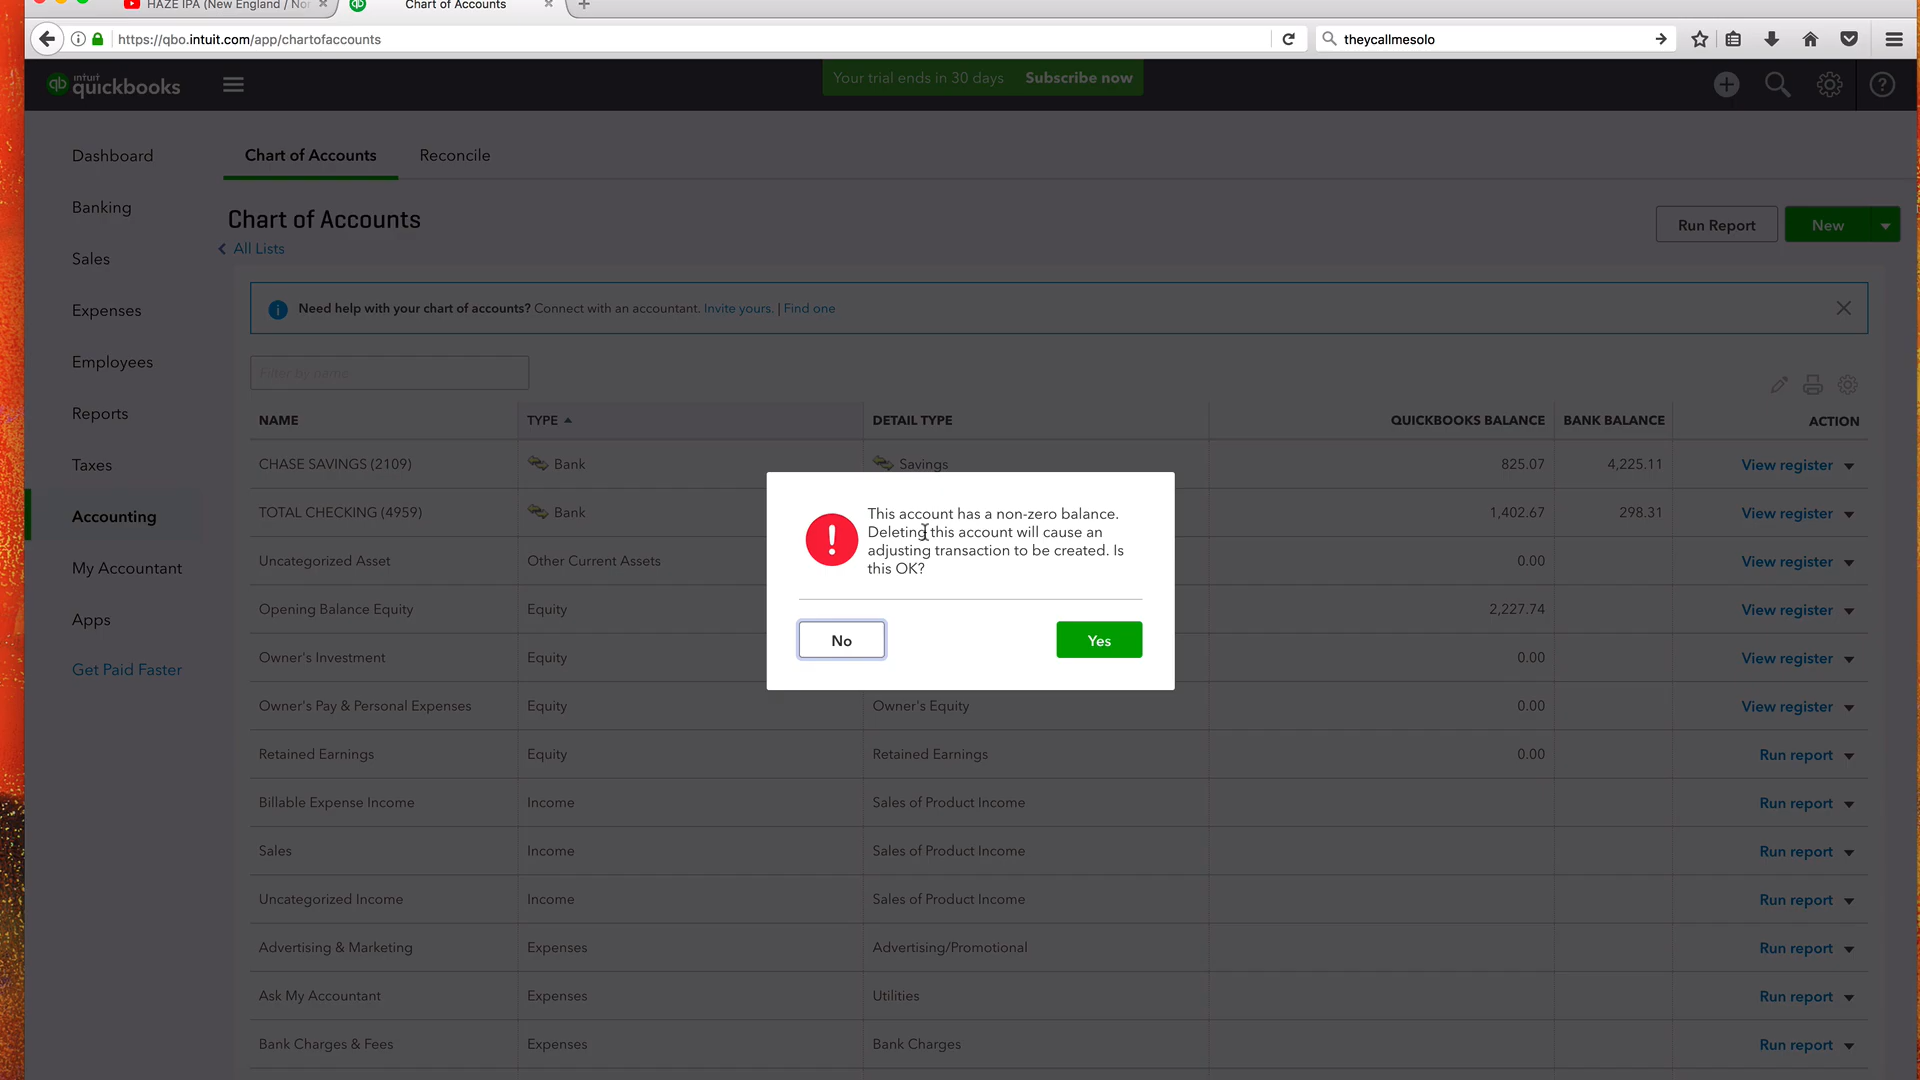 HAZE IPA (New England / Nor
Chart of Accounts
https://qbo.intuit.com/app/chartofaccounts
theycallmesolo
intuit
quickbooks
qb
Your trial ends in 30 days Subscribe now
Dashboard
Banking
Sales
Expenses
Employees
Reports
Taxes
Accounting
My Accountant
Apps
Get Paid Faster
Chart of Accounts Reconcile
Chart of Accounts
All Lists
Run Report New
Need help with your chart of accounts? Connect with an accountant. Invite yours. | Find one
Filter by name
NAME TYPE DETAIL TYPE QUICKBOOKS BALANCE BANK BALANCE ACTION
CHASE SAVINGS (2109) Bank Savings 825.07 4,225.11 View register
TOTAL CHECKING (4959) Bank 1,402.67 298.31 View register
Uncategorized Asset Other Current Assets 0.00 View register
Opening Balance Equity Equity 2,227.74 View register
Owner's Investment Equity 0.00 View register
Owner's Pay & Personal Expenses Equity Owner's Equity 0.00 View register
Retained Earnings Equity Retained Earnings 0.00 Run report
Billable Expense Income Income Sales of Product Income Run report
Sales Income Sales of Product Income Run report
Uncategorized Income Income Sales of Product Income Run report
Advertising & Marketing Expenses Advertising/Promotional Run report
Ask My Accountant Expenses Utilities Run report
Bank Charges & Fees Expenses Bank Charges Run report
This account has a non-zero balance.
Deleting this account will cause an
adjusting transaction to be created. Is
this OK?
No Yes